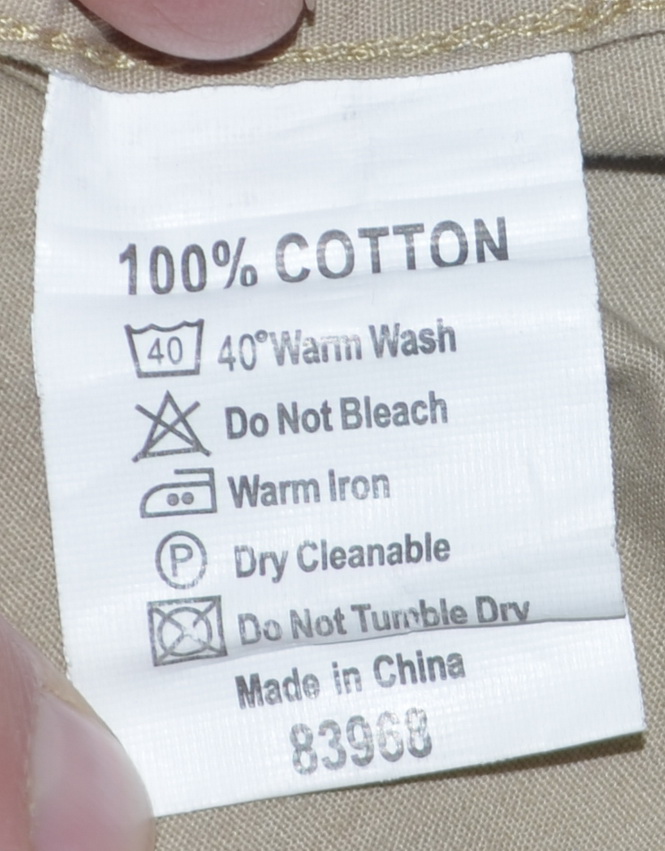 100% COTTON
40 40°Warm Wash
Do Not Bleach
Warm Iron
P Dry Cleanable
Do Not Tumble Dry
Made in China
83968